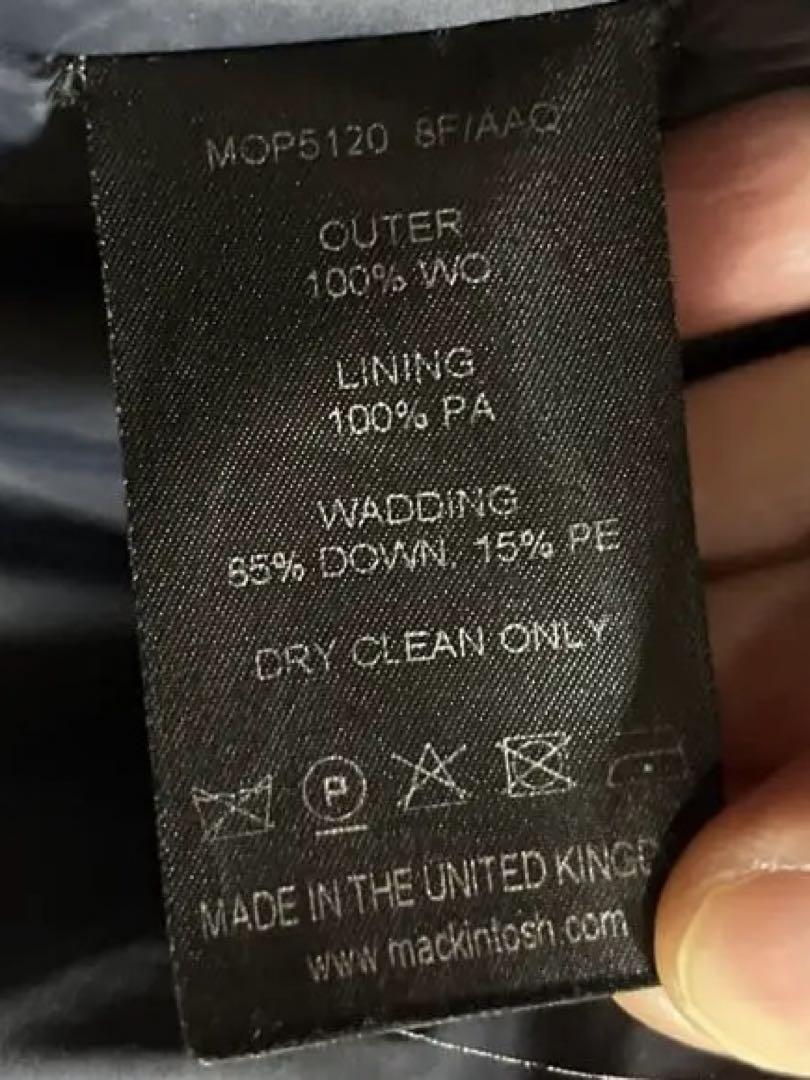 MOP5120 8F/AAQ
OUTER
100% WO
LINING
100% PA
WADDING
85% DOWN, 15% PE
DRY CLEAN ONLY
P
MADE IN THE UNITED KINGD
www.mackintosh.com